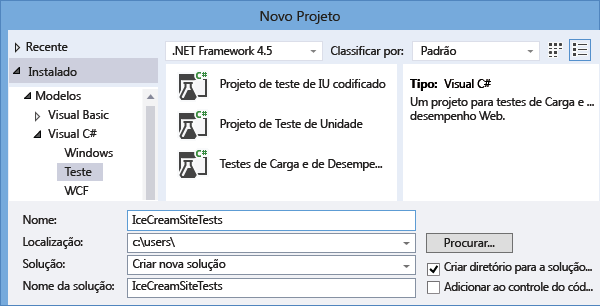 Novo Projeto
Recente
Instalado
Modelos
Visual Basic
Visual C#
Windows
Teste
WCF
.NET Framework 4.5
Classificar por:
Padrão
C#
Projeto de teste de IU codificado
C#
Projeto de Teste de Unidade
C#
Testes de Carga e de Desempe...
Tipo: Visual C#
Um projeto para testes de Carga e ...
desempenho Web.
Nome:
IceCreamSiteTests
Localização:
c:\users\
Procurar...
Solução:
Criar nova solução
Criar diretório para a solução...
Nome da solução:
IceCreamSiteTests
Adicionar ao controle do cód...